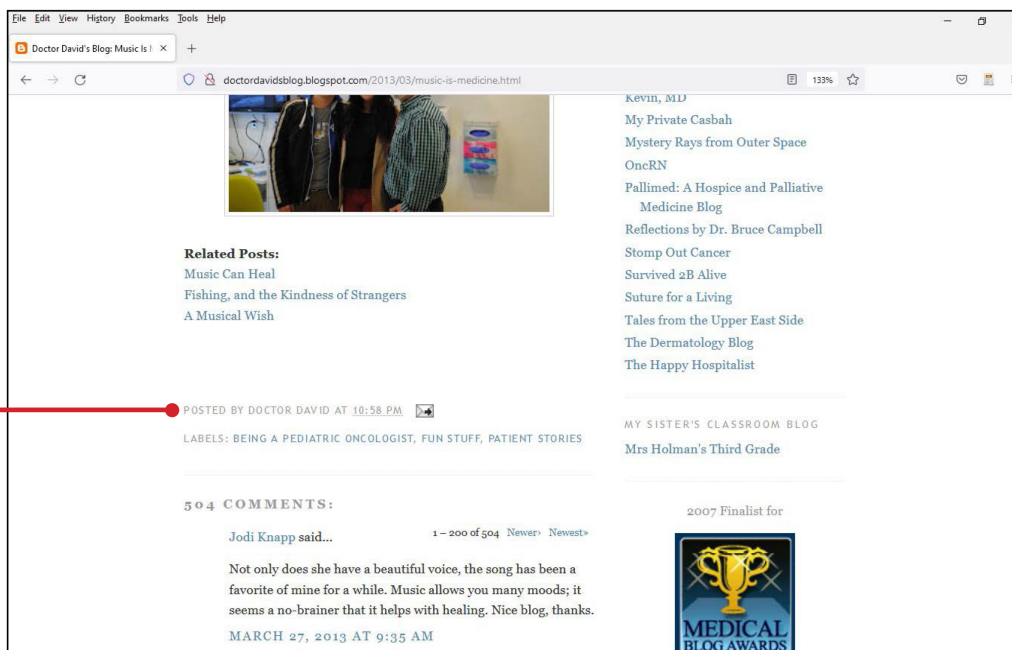 File Edit View History Bookmarks Tools Help
Doctor David's Blog: Music Is
doctordavidsblog.blogspot.com/2013/03/music-is-medicine.html
133%
Related Posts:
Music Can Heal
Fishing, and the Kindness of Strangers
A Musical Wish
POSTED BY DOCTOR DAVID AT 10:58 PM
LABELS: BEING A PEDIATRIC ONCOLOGIST, FUN STUFF, PATIENT STORIES
504 COMMENTS:
Jodi Knapp said...
1 – 200 of 504 Newer› Newest»
Not only does she have a beautiful voice, the song has been a
favorite of mine for a while. Music allows you many moods; it
seems a no-brainer that it helps with healing. Nice blog, thanks.
MARCH 27, 2013 AT 9:35 AM
Kevin, MD
My Private Casbah
Mystery Rays from Outer Space
OncRN
Pallimed: A Hospice and Palliative
Medicine Blog
Reflections by Dr. Bruce Campbell
Stomp Out Cancer
Survived 2B Alive
Suture for a Living
Tales from the Upper East Side
The Dermatology Blog
The Happy Hospitalist
MY SISTER'S CLASSROOM BLOG
Mrs Holman's Third Grade
2007 Finalist for
MEDICAL
BLOG AWARDS